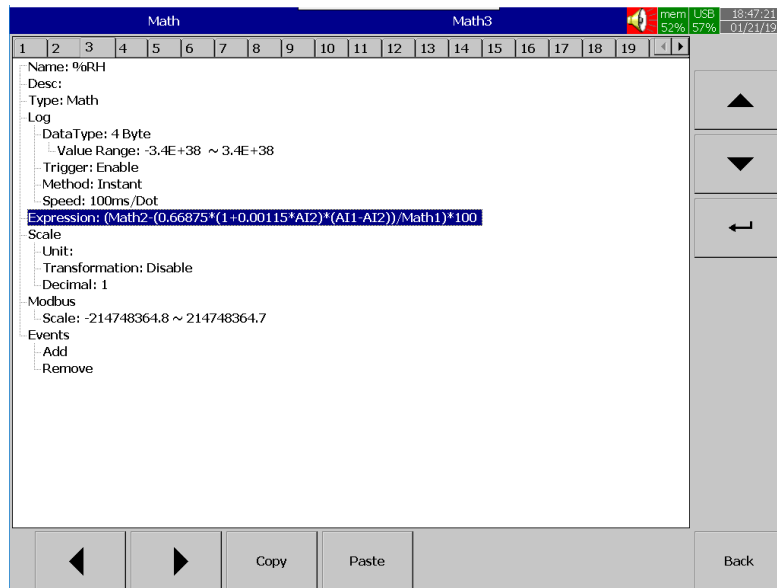 Math Math3 mem USB 18:47:21
52% 57% 01/21/19
1 2 3 4 5 6 7 8 9 10 11 12 13 14 15 16 17 18 19
Name: %RH
Desc:
Type: Math
Log
DataType: 4 Byte
Value Range: -3.4E+38 ~ 3.4E+38
Trigger: Enable
Method: Instant
Speed: 100ms/Dot
Expression: (Math2-(0.66875*(1+0.00115*AI2)*(AI1-AI2))/Math1)*100
Scale
Unit:
Transformation: Disable
Decimal: 1
Modbus
Scale: -214748364.8 ~ 214748364.7
Events
Add
Remove
Copy Paste Back